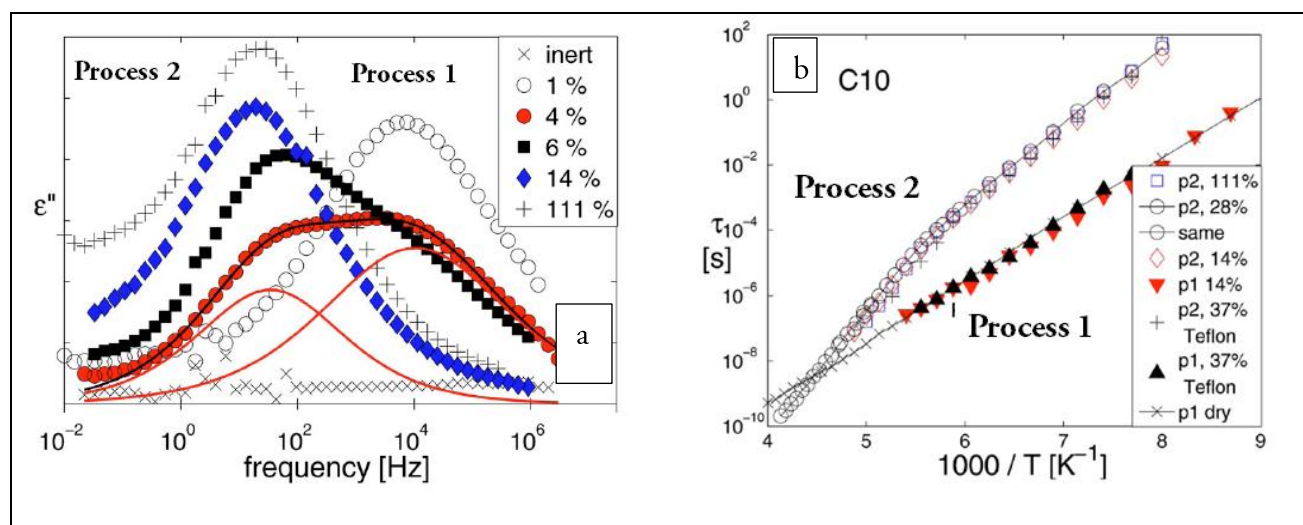 Process 2
Process 1
inert
1 %
4 %
6 %
14 %
111 %
ε''
a
10⁻² 10⁰ 10² 10⁴ 10⁶
frequency [Hz]
b
C10
10²
10⁰
10⁻²
10⁻⁴
10⁻⁶
10⁻⁸
10⁻¹⁰
τ
[s]
Process 2
Process 1
p2, 111%
p2, 28%
same
p2, 14%
p1 14%
p2, 37%
Teflon
p1, 37%
Teflon
p1 dry
4 5 6 7 8 9
1000 / T [K⁻¹]